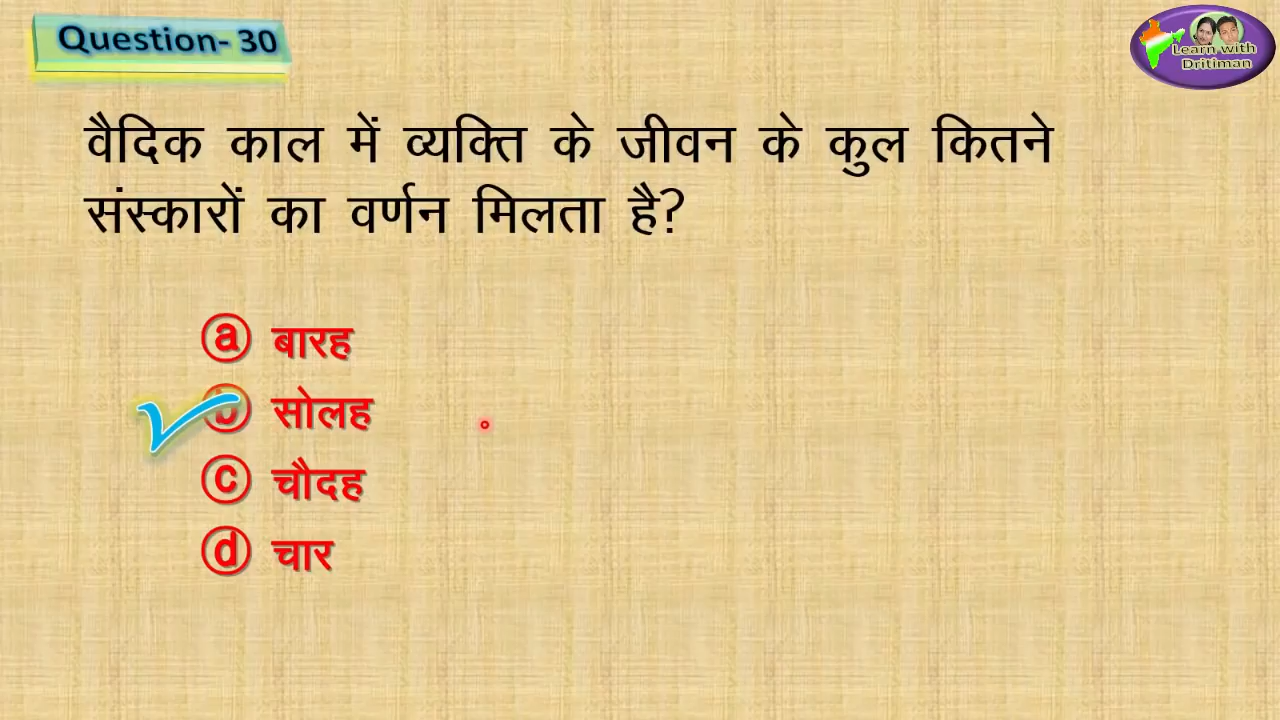 Question- 30
Learn with
Dritiman
वैदिक काल में व्यक्ति के जीवन के कुल कितने
संस्कारों का वर्णन मिलता है?
ⓐ बारह
ⓑ सोलह
ⓒ चौदह
ⓓ चार